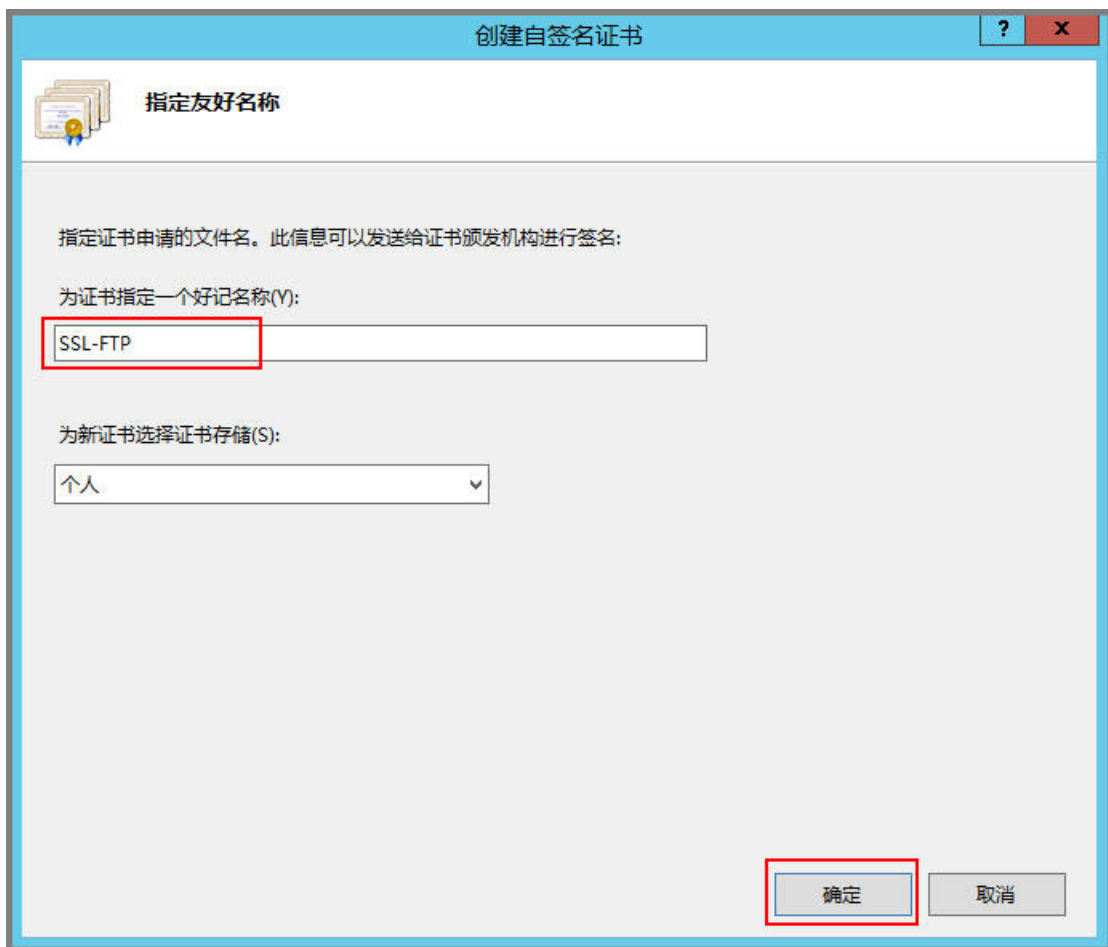 创建自签名证书
?
x
指定友好名称
指定证书申请的文件名。此信息可以发送给证书颁发机构进行签名:
为证书指定一个好记名称(Y):
SSL-FTP
为新证书选择证书存储(S):
个人
确定
取消